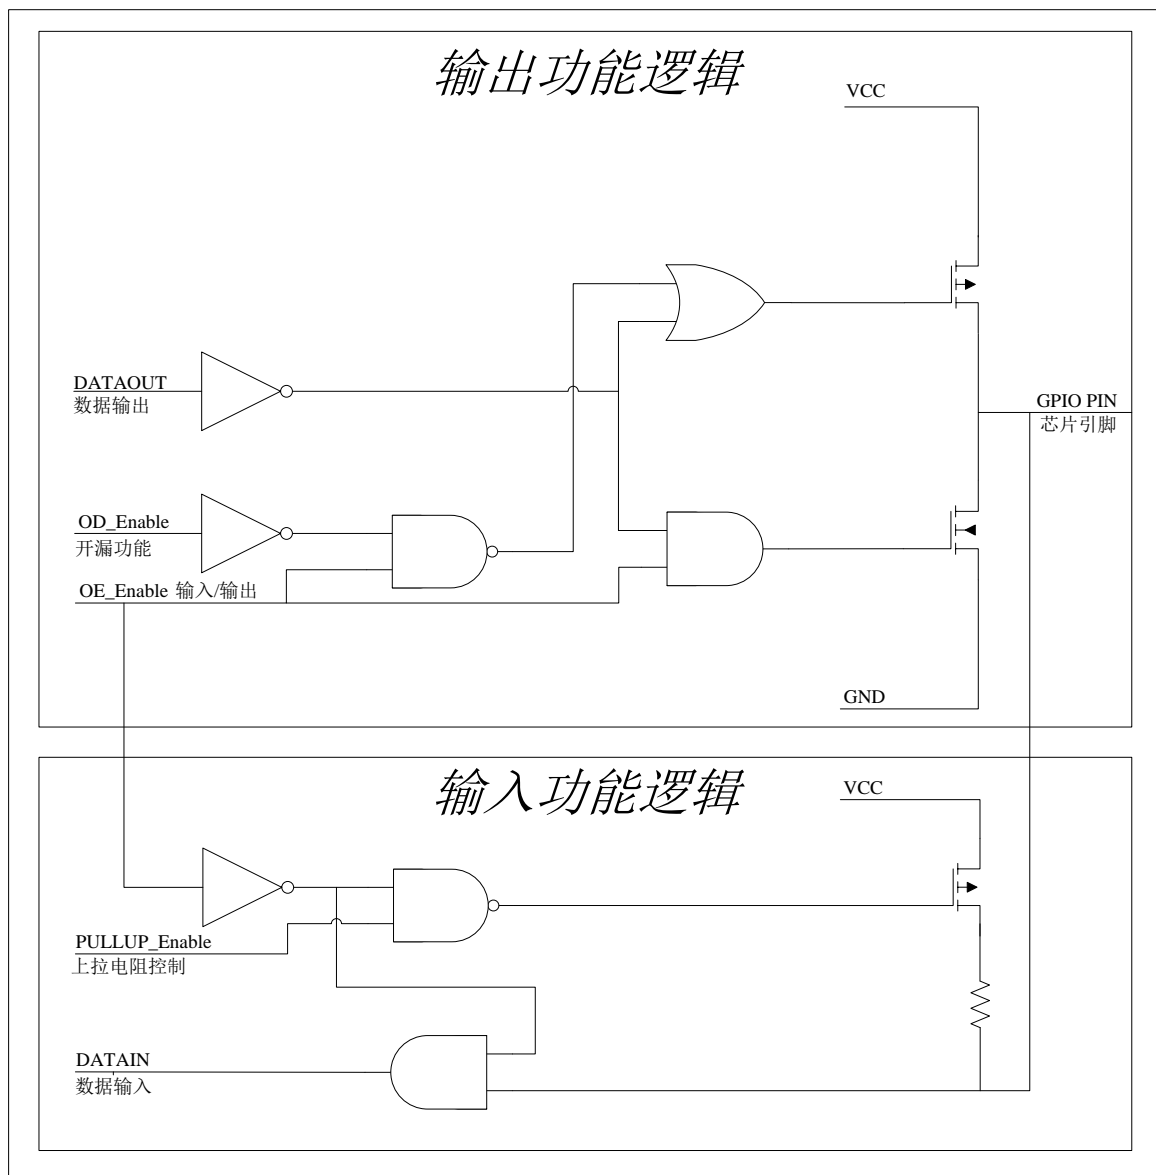 输出功能逻辑
VCC
DATAOUT
数据输出
GPIO PIN
芯片引脚
OD_Enable
开漏功能
OE_Enable 输入/输出
GND
输入功能逻辑
VCC
PULLUP_Enable
上拉电阻控制
DATAIN
数据输入